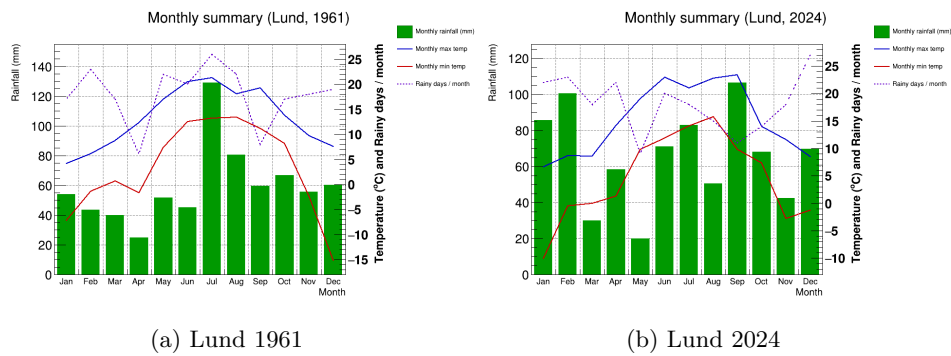 Monthly summary (Lund, 1961)
Rainfall (mm)
140
120
100
80
60
40
20
0
Jan Feb Mar Apr May Jun Jul Aug Sep Oct Nov Dec
Month
25
20
15
10
5
0
−5
−10
−15
Temperature (°C) and Rainy days / month
Monthly rainfall (mm)
Monthly max temp
Monthly min temp
Rainy days / month
(a) Lund 1961
Monthly summary (Lund, 2024)
Rainfall (mm)
120
100
80
60
40
20
0
Jan Feb Mar Apr May Jun Jul Aug Sep Oct Nov Dec
Month
25
20
15
10
5
0
−5
−10
Temperature (°C) and Rainy days / month
Monthly rainfall (mm)
Monthly max temp
Monthly min temp
Rainy days / month
(b) Lund 2024